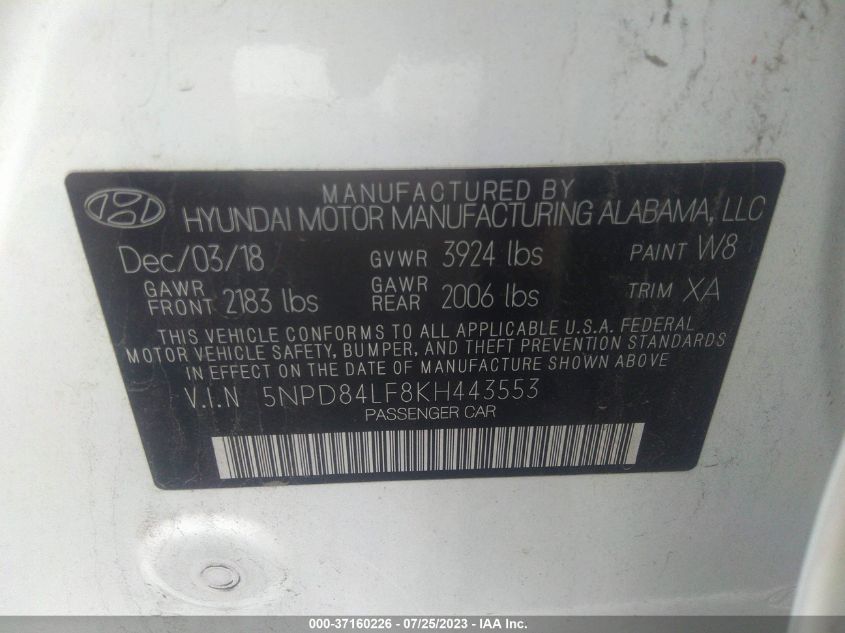 MANUFACTURED BY
HYUNDAI MOTOR MANUFACTURING ALABAMA, LLC
Dec/03/18 GVWR 3924 lbs PAINT W8
GAWR FRONT 2183 lbs GAWR REAR 2006 lbs TRIM XA
THIS VEHICLE CONFORMS TO ALL APPLICABLE U.S.A. FEDERAL
MOTOR VEHICLE SAFETY, BUMPER, AND THEFT PREVENTION STANDARDS
IN EFFECT ON THE DATE OF MANUFACTURE SHOWN ABOVE
V.I.N 5NPD84LF8KH443553
PASSENGER CAR
000-37160226 - 07/25/2023 - IAA Inc.